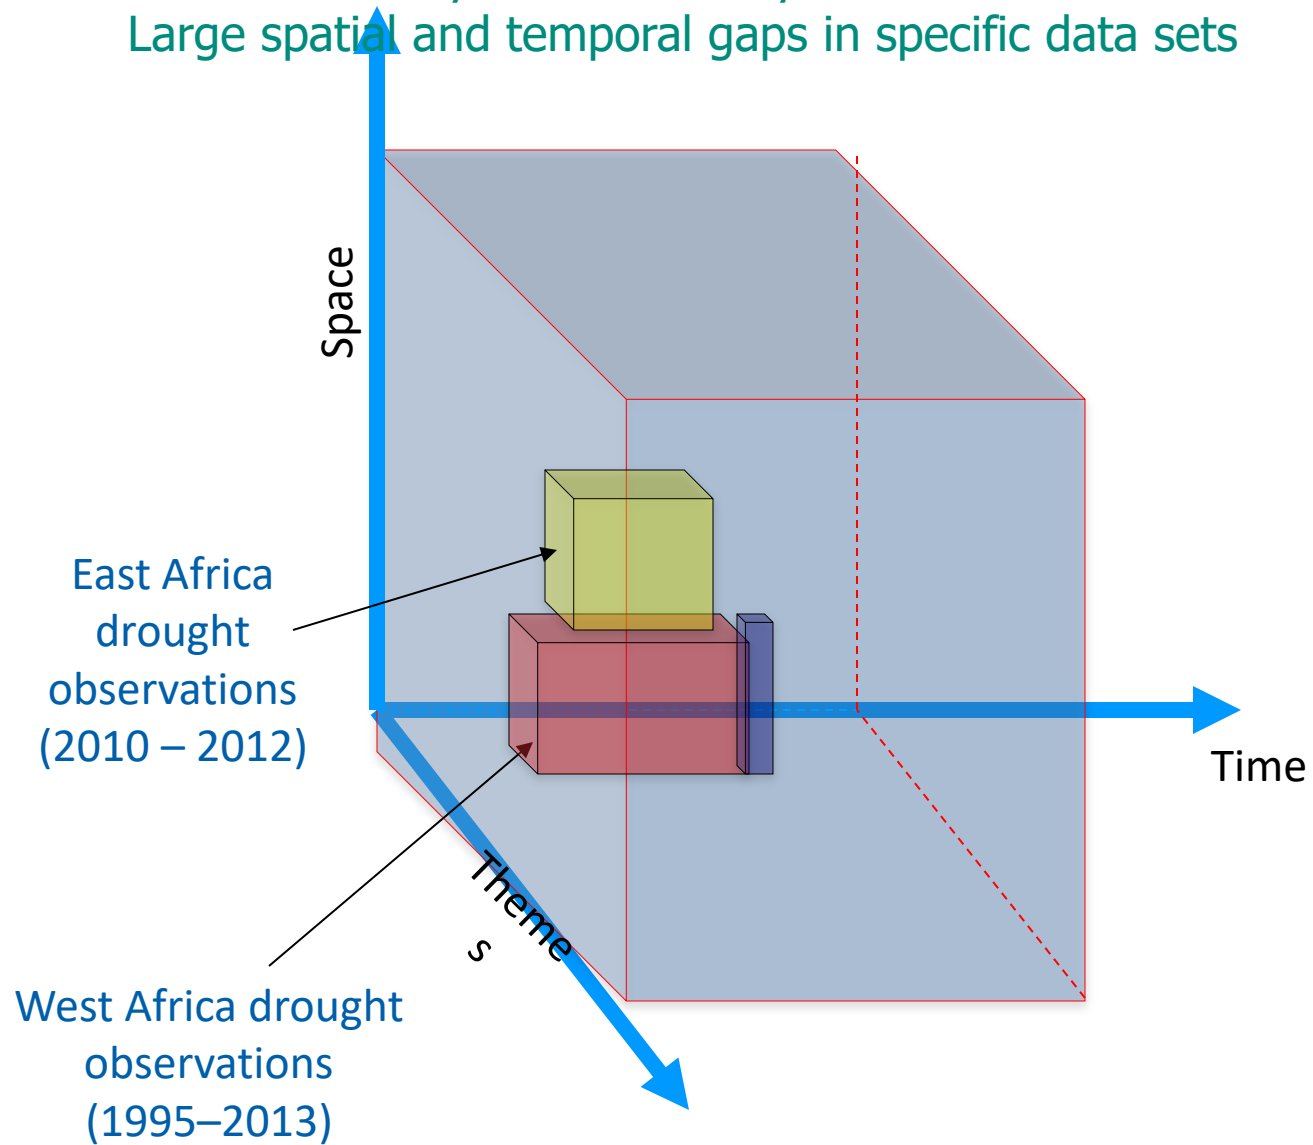 Large spatial and temporal gaps in specific data sets
Space
East Africa
drought
observations
(2010 – 2012)
Time
Theme
s
West Africa drought
observations
(1995–2013)